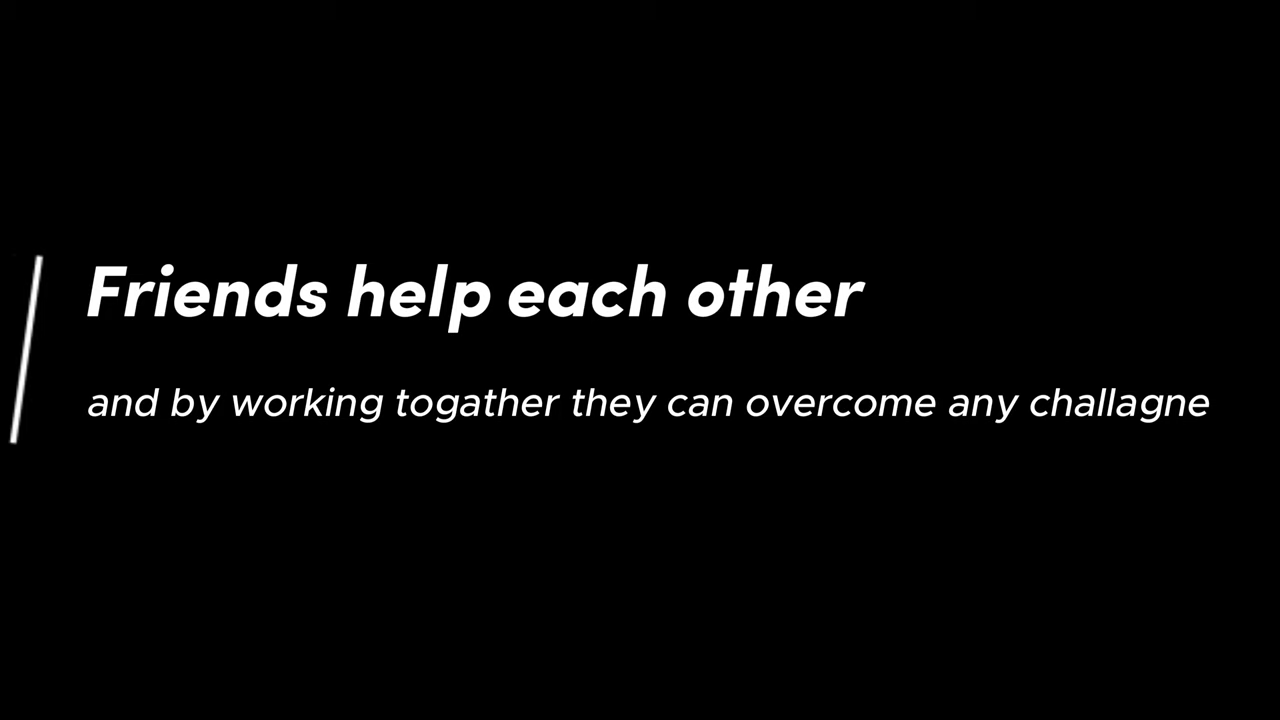 Friends help each other
and by working togather they can overcome any challagne